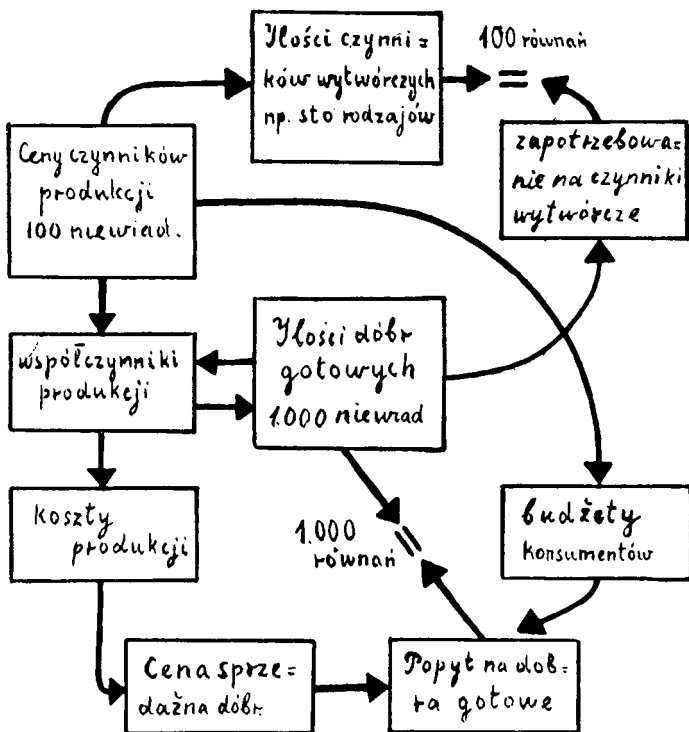 Ilości czynni=
ków wytwórczych
np. sto rodzajów
100 równań
=
Ceny czynników
produkcji
100 niewiad.
zapotrzebowa=
nie na czynniki
wytwórcze
współczynniki
produkcji
Ilości dóbr
gotowych
1.000 niewiad
koszty
produkcji
1.000
równań
=
budżety
konsumentów
Cena sprze=
dażna dóbr.
Popyt na dob=
ra gotowe